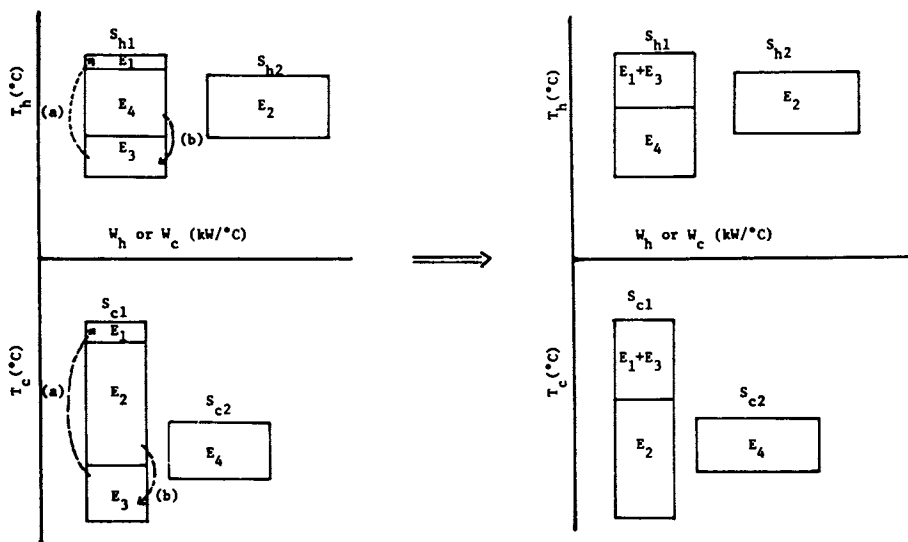 S_h1
E_1
S_h2
T_h(°C)
(a)
E_4
E_2
(b)
E_3
W_h or W_c (kW/°C)
S_c1
E_1
T_c(°C)
(a)
E_2
S_c2
E_4
E_3
(b)
S_h1
S_h2
T_h(°C)
E_1+E_3
E_2
E_4
W_h or W_c (kW/°C)
S_c1
T_c(°C)
E_1+E_3
S_c2
E_2
E_4